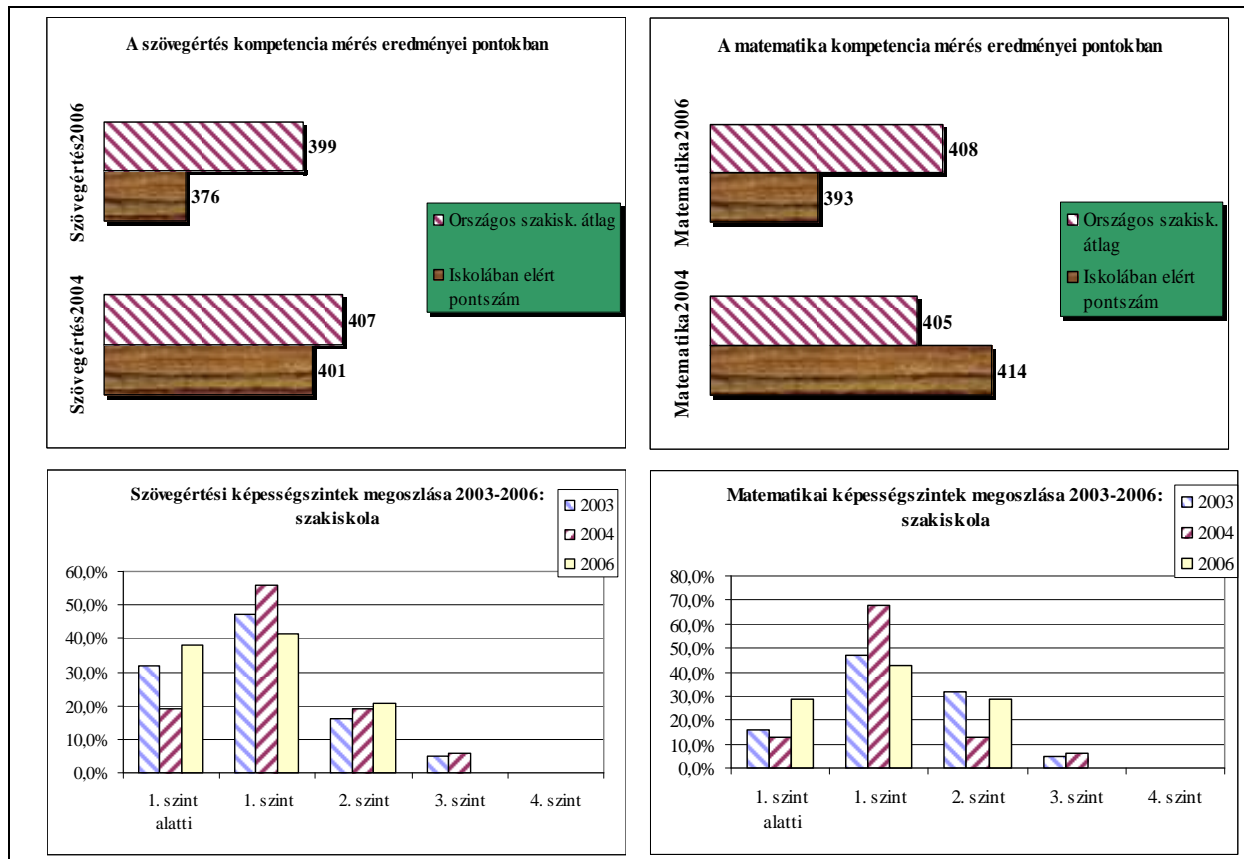 A szövegértés kompetencia mérés eredményei pontokban
Szövegértés2006
399
376
Szövegértés2004
407
401
Országos szakisk. átlag
Iskolában elért
pontszám
A matematika kompetencia mérés eredményei pontokban
Matematika2006
408
393
Matematika2004
405
414
Országos szakisk.
átlag
Iskolában elért
pontszám
Szövegértési képességszintek megoszlása 2003-2006:
szakiskola
2003
2004
2006
60,0%
50,0%
40,0%
30,0%
20,0%
10,0%
0,0%
1. szint
alatti
1. szint
2. szint
3. szint
4. szint
Matematikai képességszintek megoszlása 2003-2006:
szakiskola
2003
2004
2006
80,0%
70,0%
60,0%
50,0%
40,0%
30,0%
20,0%
10,0%
0,0%
1. szint
alatti
1. szint
2. szint
3. szint
4. szint